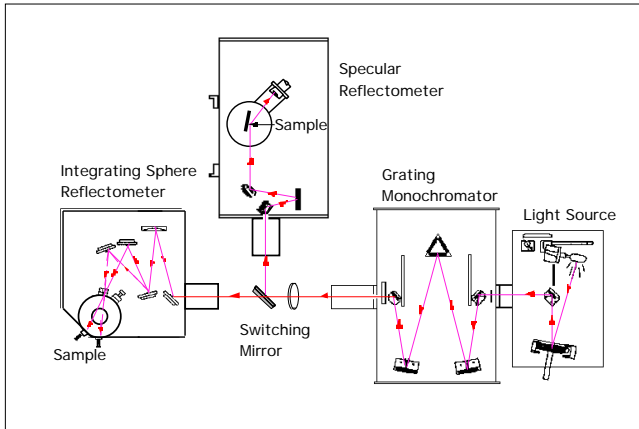 Specular
Reflectometer
Sample
Integrating Sphere
Reflectometer
Grating
Monochromator
Light Source
Switching
Mirror
Sample